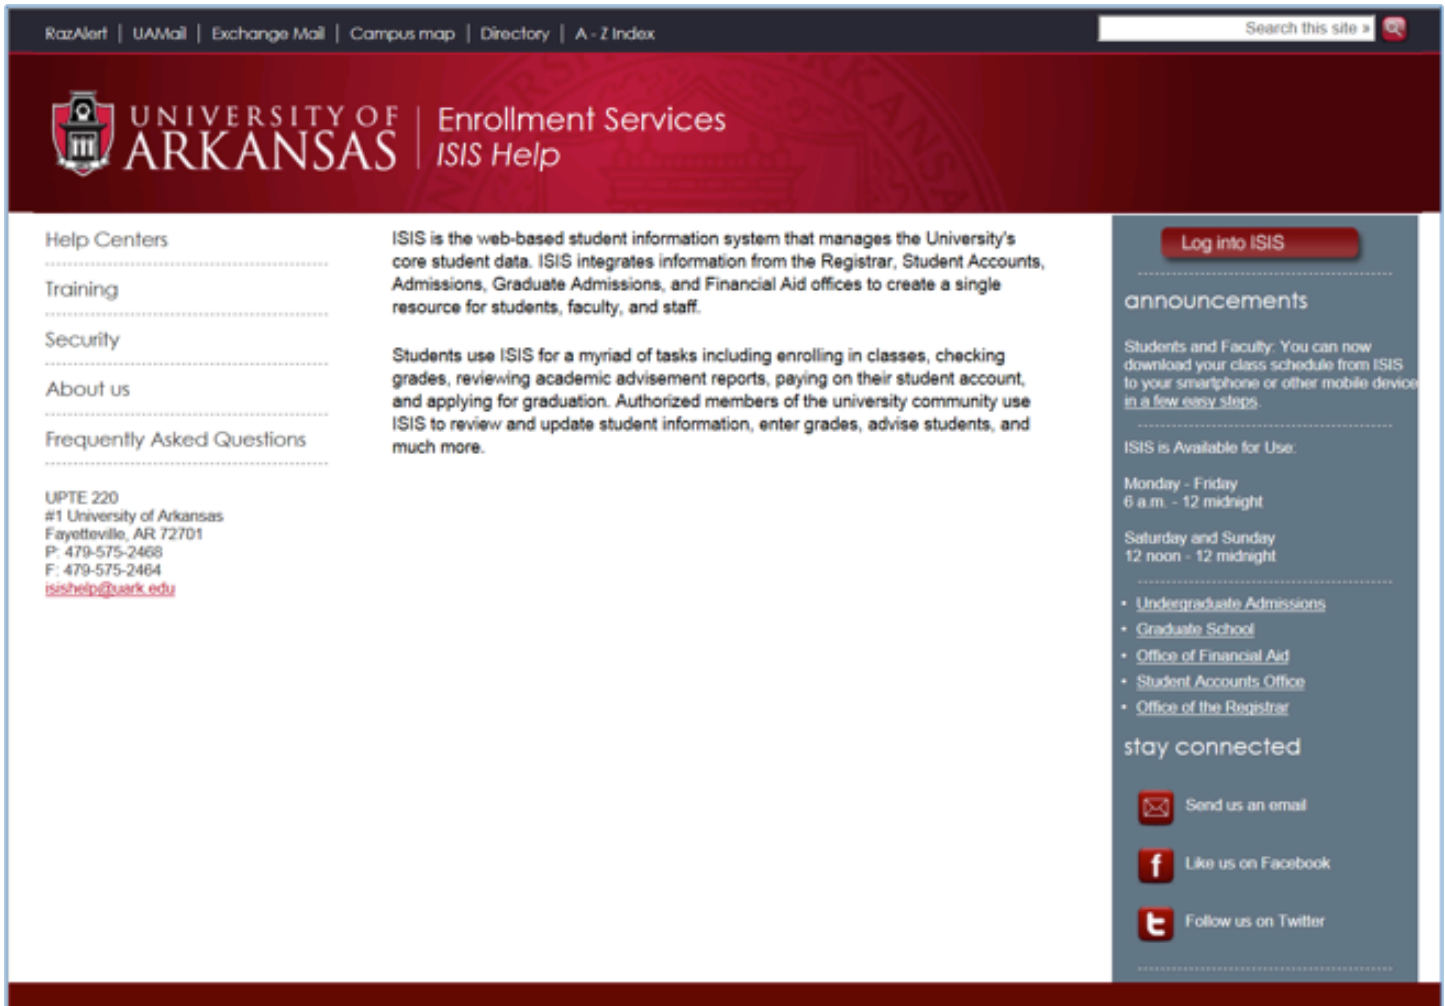 RazAlert | UAMail | Exchange Mail | Campus map | Directory | A - Z Index
Search this site »
UNIVERSITY OF
ARKANSAS
Enrollment Services
ISIS Help
Help Centers
Training
Security
About us
Frequently Asked Questions
UPTE 220
#1 University of Arkansas
Fayetteville, AR 72701
P: 479-575-2468
F: 479-575-2464
isishelp@uark.edu
ISIS is the web-based student information system that manages the University's
core student data. ISIS integrates information from the Registrar, Student Accounts,
Admissions, Graduate Admissions, and Financial Aid offices to create a single
resource for students, faculty, and staff.
Students use ISIS for a myriad of tasks including enrolling in classes, checking
grades, reviewing academic advisement reports, paying on their student account,
and applying for graduation. Authorized members of the university community use
ISIS to review and update student information, enter grades, advise students, and
much more.
Log into ISIS
announcements
Students and Faculty: You can now
download your class schedule from ISIS
to your smartphone or other mobile device
in a few easy steps.
ISIS is Available for Use:
Monday - Friday
6 a.m. - 12 midnight
Saturday and Sunday
12 noon - 12 midnight
• Undergraduate Admissions
• Graduate School
• Office of Financial Aid
• Student Accounts Office
• Office of the Registrar
stay connected
Send us an email
Like us on Facebook
Follow us on Twitter